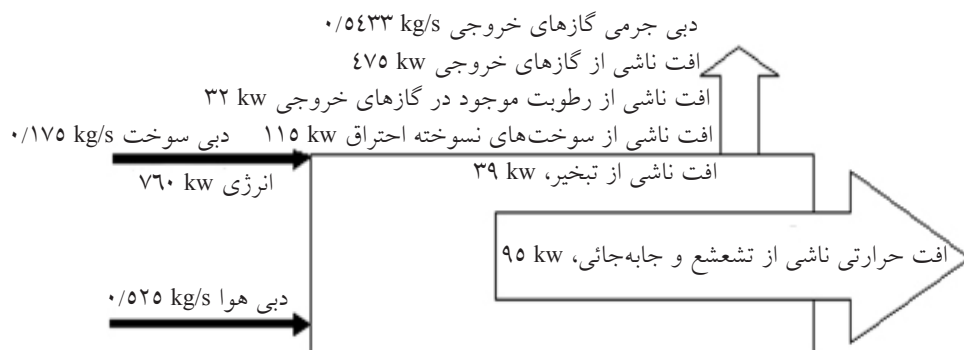 دبی جرمی گازهای خروجی ۰/۵٤۳۳ kg/s
افت ناشی از گازهای خروجی ٤۷۵ kw
افت ناشی از رطوبت موجود در گازهای خروجی ۳۲ kw
افت ناشی از سوخت‌های نسوخته احتراق ۱۱۵ kw
دبی سوخت ۰/۱۷۵ kg/s
افت ناشی از تبخیر، ۳۹ kw
انرژی ۷٦۰ kw
افت حرارتی ناشی از تشعشع و جابه‌جائی، ۹۵ kw
دبی هوا ۰/۵۲۵ kg/s